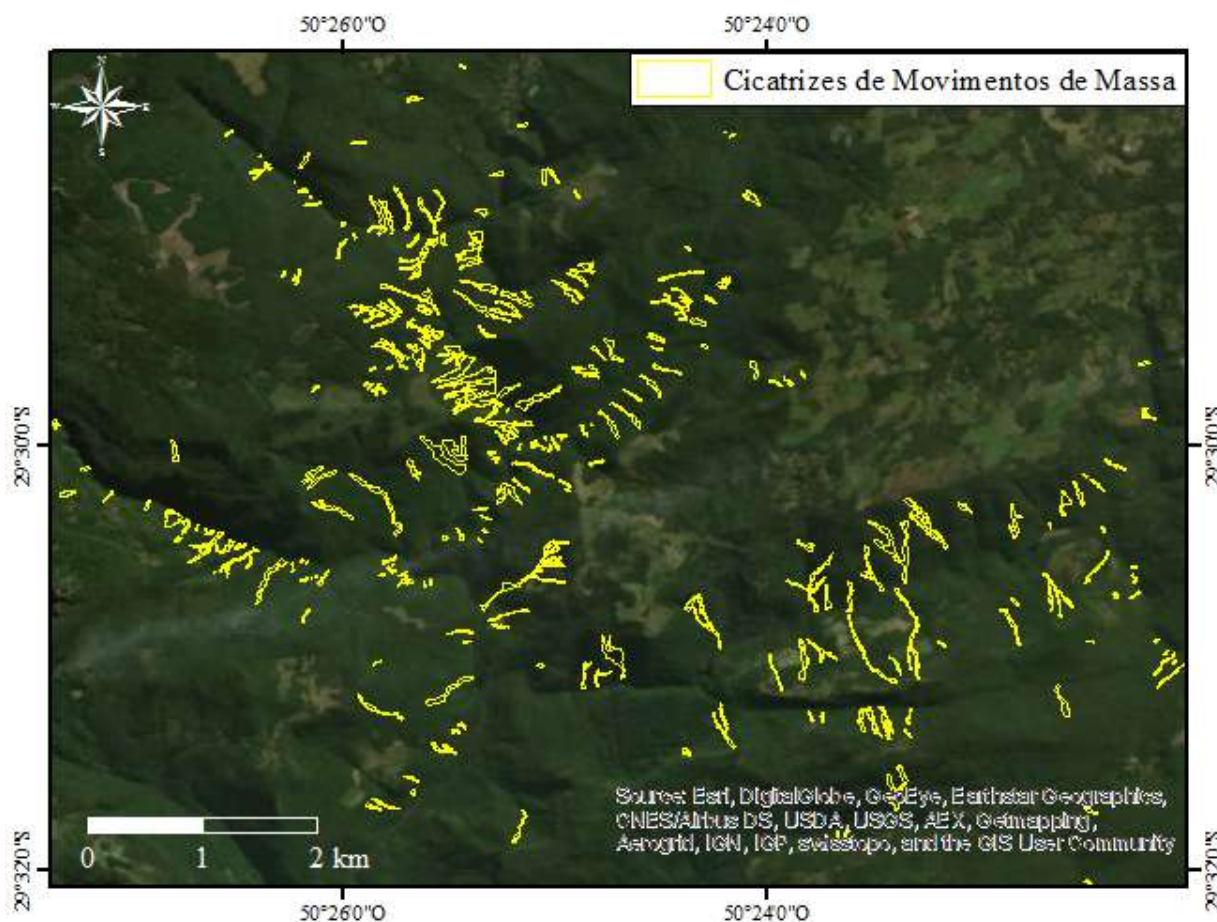 50°26'0"O
50°24'0"O
N
W
E
S
Cicatrizes de Movimentos de Massa
29°30'0"S
29°30'0"S
Source: Esri, DigitalGlobe, GeoEye, Earthstar Geographics,
CNES/Airbus DS, USDA, USGS, AEX, Getmapping,
Aerogrid, IGN, IGP, swisstopo, and the GIS User Community
0
1
2 km
29°32'0"S
29°32'0"S
50°26'0"O
50°24'0"O